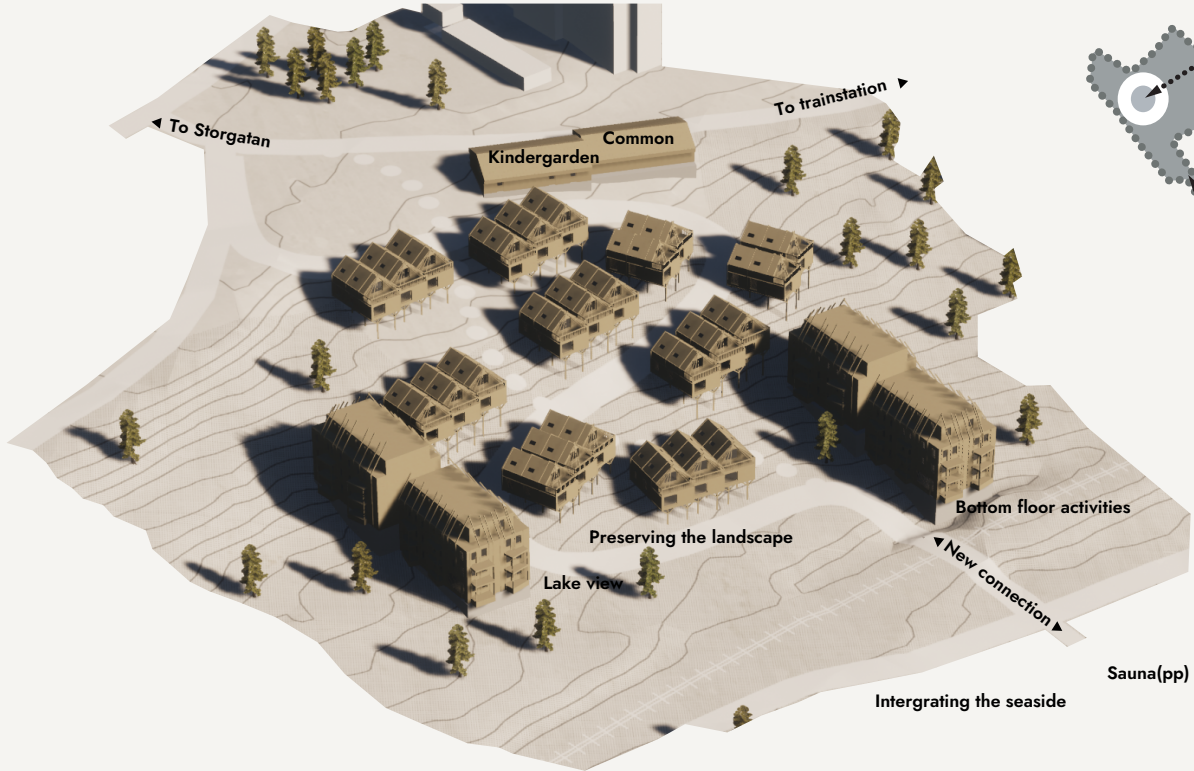 To trainstation
To Storgatan
Common
Kindergarden
Bottom floor activities
Preserving the landscape
New connection
Lake view
Sauna(pp)
Intergrating the seaside